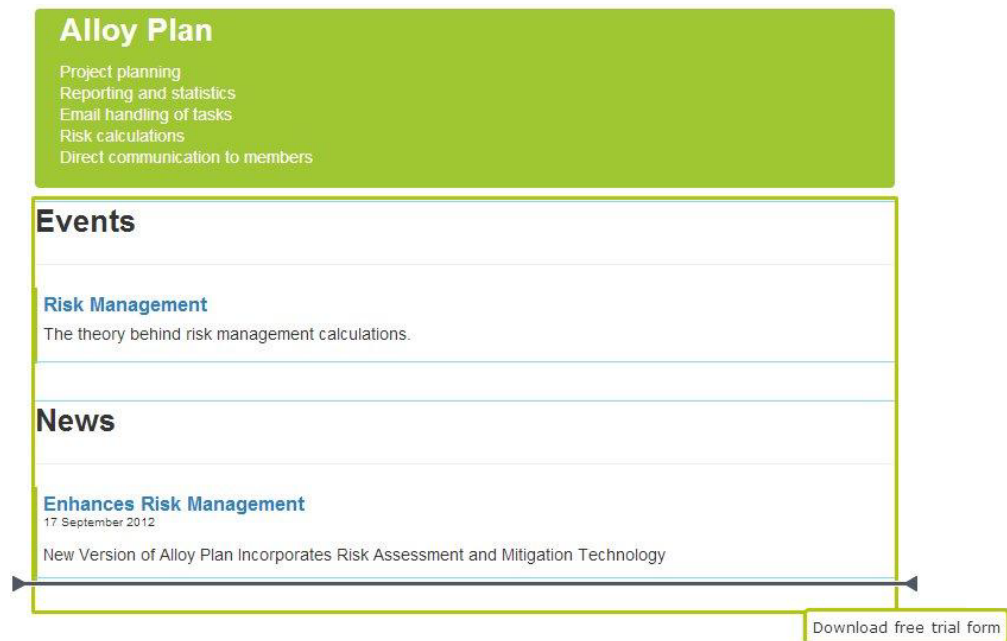 Alloy Plan
Project planning
Reporting and statistics
Email handling of tasks
Risk calculations
Direct communication to members
Events
Risk Management
The theory behind risk management calculations.
News
Enhances Risk Management
17 September 2012
New Version of Alloy Plan Incorporates Risk Assessment and Mitigation Technology
Download free trial form